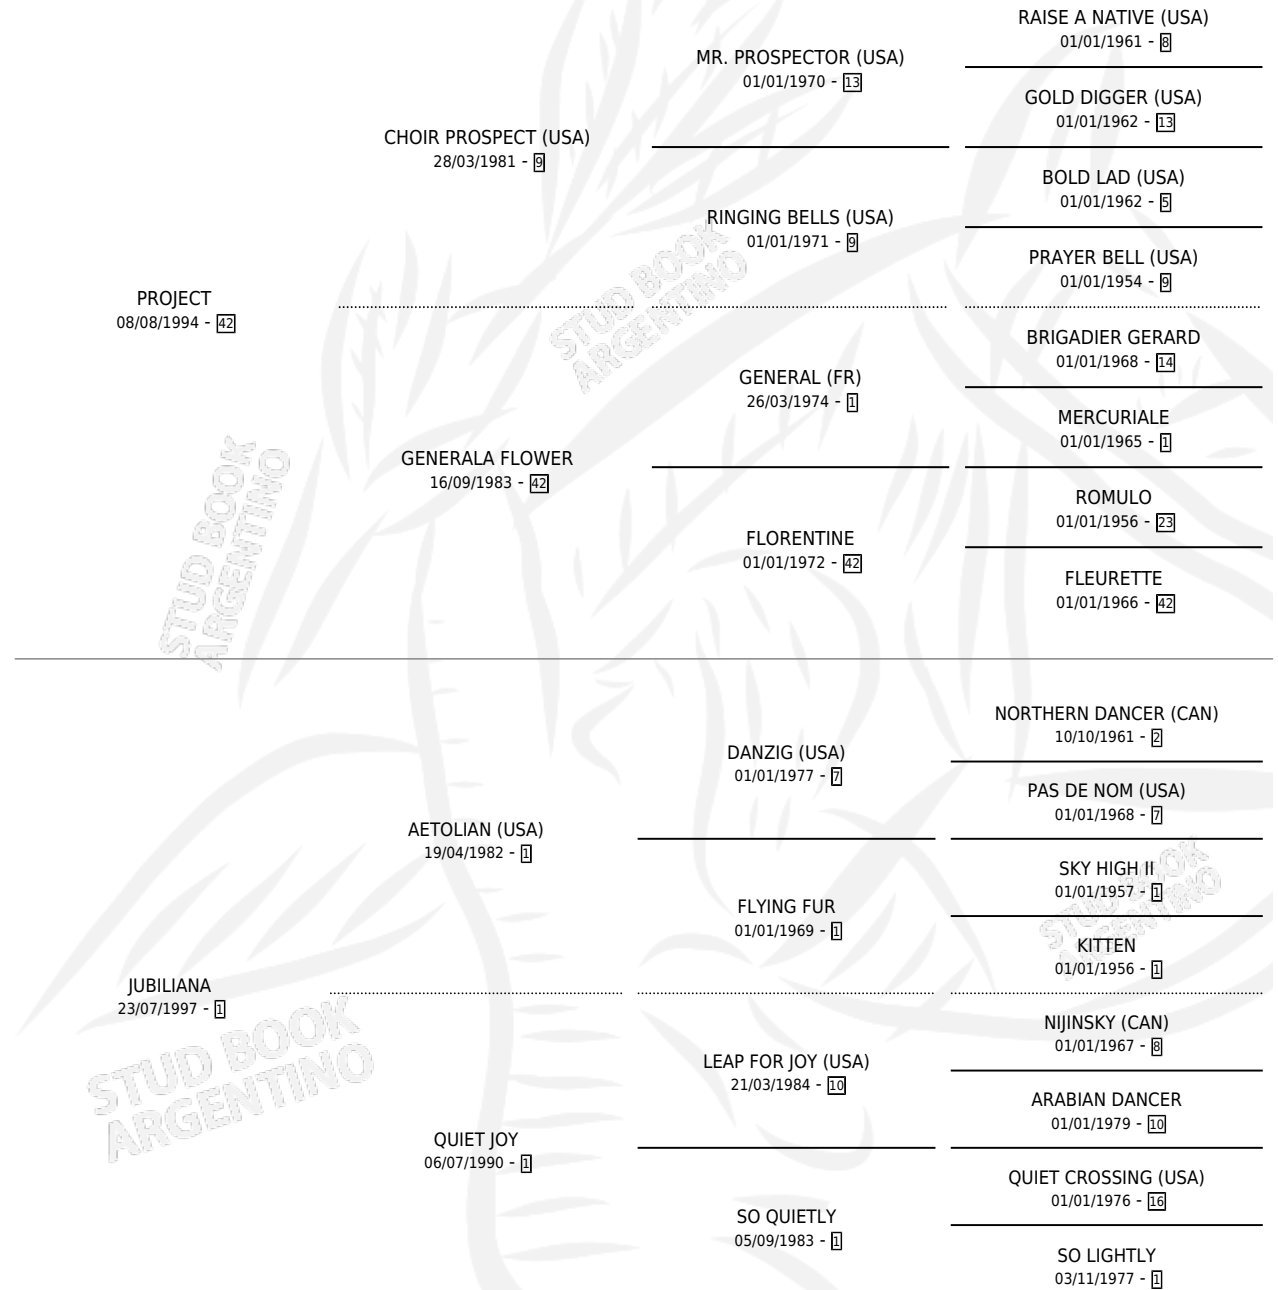 RAISE A NATIVE (USA)
01/01/1961 - 8
MR. PROSPECTOR (USA)
01/01/1970 - 13
GOLD DIGGER (USA)
01/01/1962 - 13
CHOIR PROSPECT (USA)
28/03/1981 - 9
BOLD LAD (USA)
01/01/1962 - 5
RINGING BELLS (USA)
01/01/1971 - 9
PRAYER BELL (USA)
01/01/1954 - 9
PROJECT
08/08/1994 - 42
STUD BOOK
ARGENTINO
BRIGADIER GERARD
01/01/1968 - 14
GENERAL (FR)
26/03/1974 - 1
MERCURIALE
01/01/1965 - 1
GENERALA FLOWER
16/09/1983 - 42
ROMULO
01/01/1956 - 23
FLORENTINE
01/01/1972 - 42
FLEURETTE
01/01/1966 - 42
STUD BOOK
ARGENTINO
NORTHERN DANCER (CAN)
10/10/1961 - 2
DANZIG (USA)
01/01/1977 - 7
PAS DE NOM (USA)
01/01/1968 - 7
AETOLIAN (USA)
19/04/1982 - 1
SKY HIGH II
01/01/1957 - 1
FLYING FUR
01/01/1969 - 1
STUD BOOK
ARGENTINO
KITTEN
01/01/1956 - 1
JUBILIANA
23/07/1997 - 1
NIJINSKY (CAN)
01/01/1967 - 8
LEAP FOR JOY (USA)
21/03/1984 - 10
ARABIAN DANCER
01/01/1979 - 10
STUD BOOK
ARGENTINO
QUIET JOY
06/07/1990 - 1
QUIET CROSSING (USA)
01/01/1976 - 16
SO QUIETLY
05/09/1983 - 1
SO LIGHTLY
03/11/1977 - 1